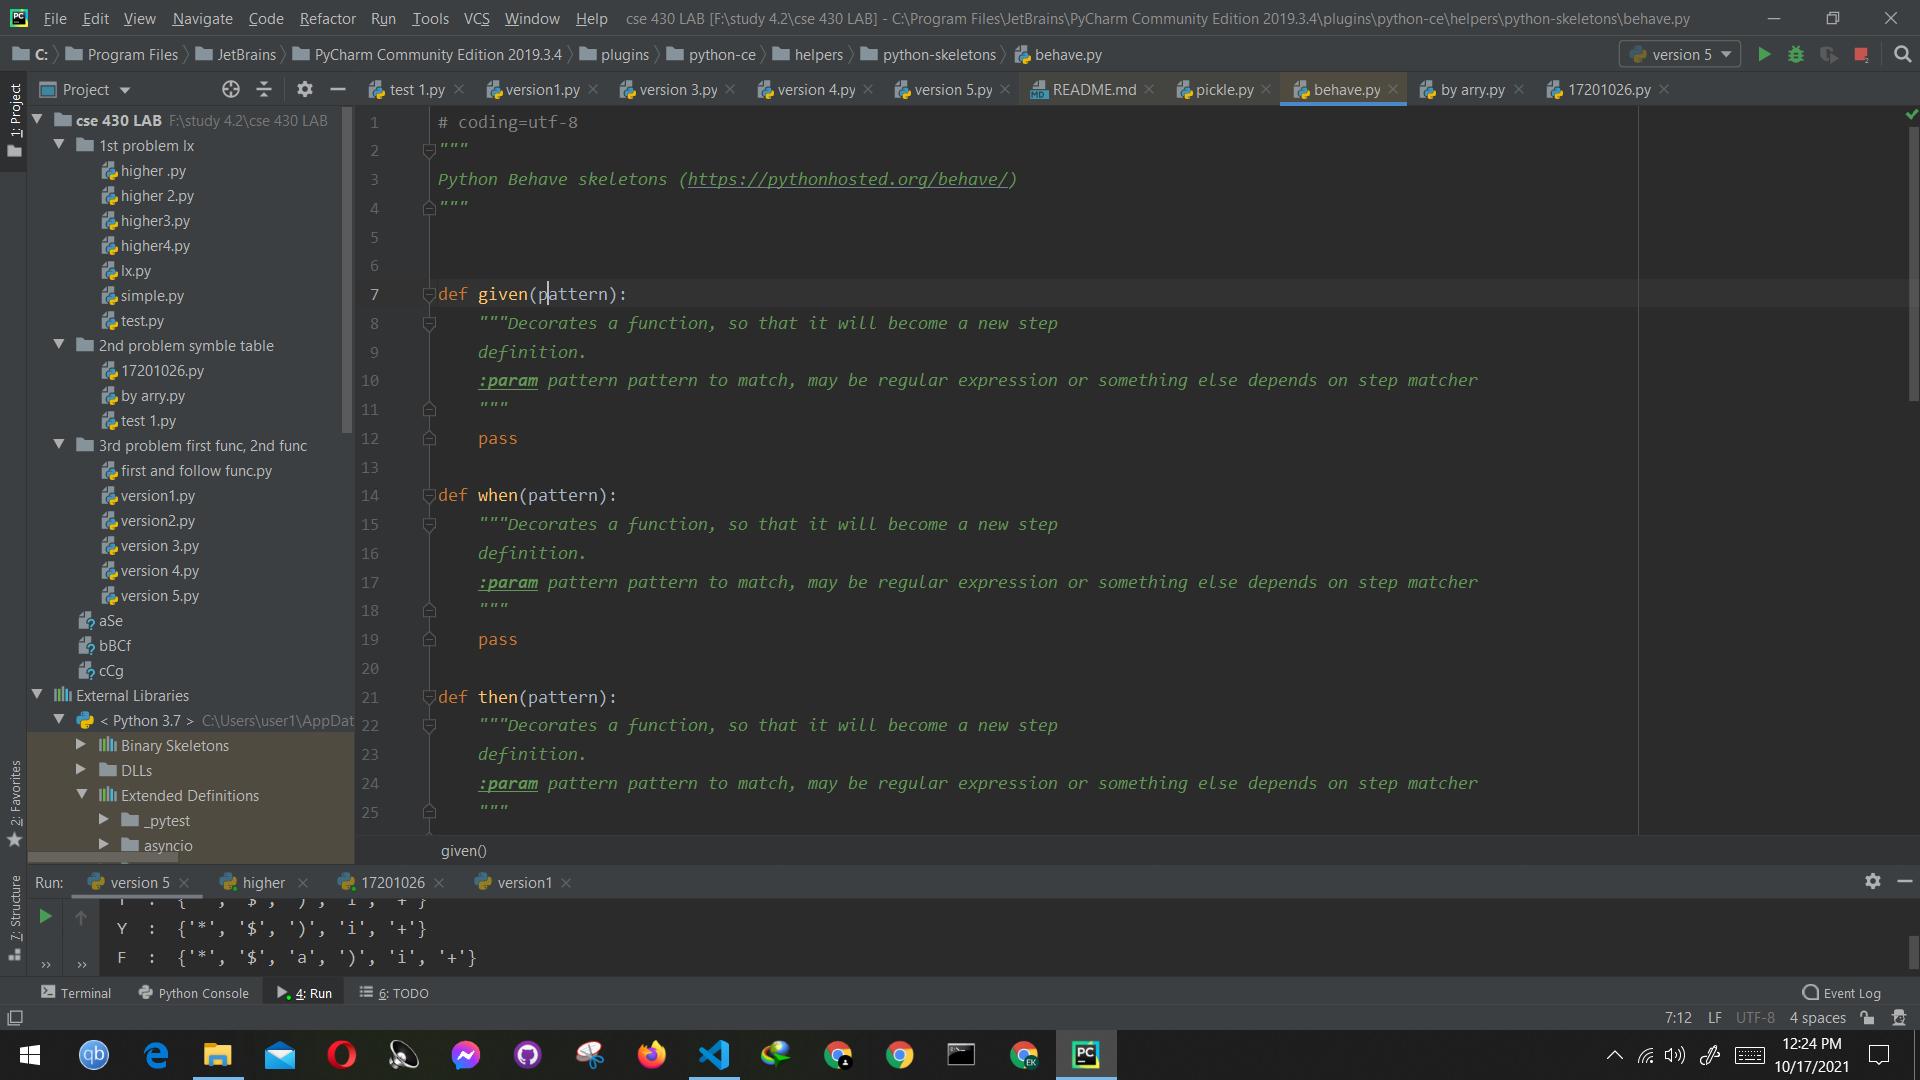 PC File Edit View Navigate Code Refactor Run Tools VCS Window Help cse 430 LAB [F:\study 4.2\cse 430 LAB] - C:\Program Files\JetBrains\PyCharm Community Edition 2019.3.4\plugins\python-ce\helpers\python-skeletons\behave.py
C: Program Files JetBrains PyCharm Community Edition 2019.3.4 plugins python-ce helpers python-skeletons behave.py version 5
Project test 1.py version1.py version 3.py version 4.py version 5.py README.md pickle.py behave.py by arry.py 17201026.py
1: Project
cse 430 LAB F:\study 4.2\cse 430 LAB
1st problem lx
higher .py
higher 2.py
higher3.py
higher4.py
lx.py
simple.py
test.py
2nd problem symble table
17201026.py
by arry.py
test 1.py
3rd problem first func, 2nd func
first and follow func.py
version1.py
version2.py
version 3.py
version 4.py
version 5.py
aSe
bBCf
cCg
External Libraries
< Python 3.7 > C:\Users\user1\AppDat
Binary Skeletons
DLLs
Extended Definitions
_pytest
asyncio
2: Favorites
7: Structure
1 # coding=utf-8
2 """
3 Python Behave skeletons (https://pythonhosted.org/behave/)
4 """
5
6
7 def given(pattern):
8 """Decorates a function, so that it will become a new step
9 definition.
10 :param pattern pattern to match, may be regular expression or something else depends on step matcher
11 """
12 pass
13
14 def when(pattern):
15 """Decorates a function, so that it will become a new step
16 definition.
17 :param pattern pattern to match, may be regular expression or something else depends on step matcher
18 """
19 pass
20
21 def then(pattern):
22 """Decorates a function, so that it will become a new step
23 definition.
24 :param pattern pattern to match, may be regular expression or something else depends on step matcher
25 """
given()
Run: version 5 higher 17201026 version1
Y : {'*', '$', ')', 'i', '+'}
F : {'*', '$', 'a', ')', 'i', '+'}
Terminal Python Console 4: Run 6: TODO Event Log
7:12 LF UTF-8 4 spaces
qb EK PC
12:24 PM
10/17/2021